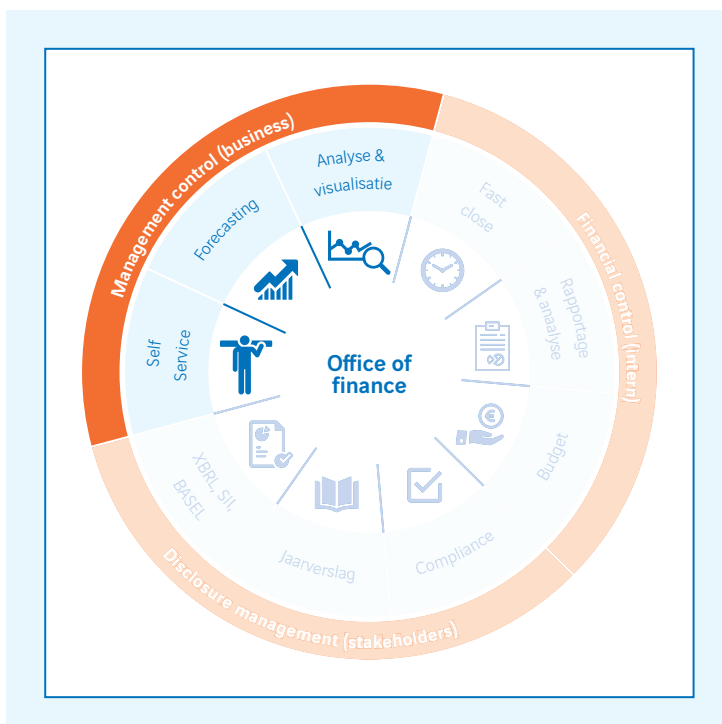 Management control (business)
Financial control (intern)
Disclosure management (stakeholders)
Analyse &
visualisatie
Fast
close
Rapportage
& anaalyse
Budget
Compliance
Jaarverslag
XBRL, SII,
BASEL
Self
Service
Forecasting
Office of
finance
€